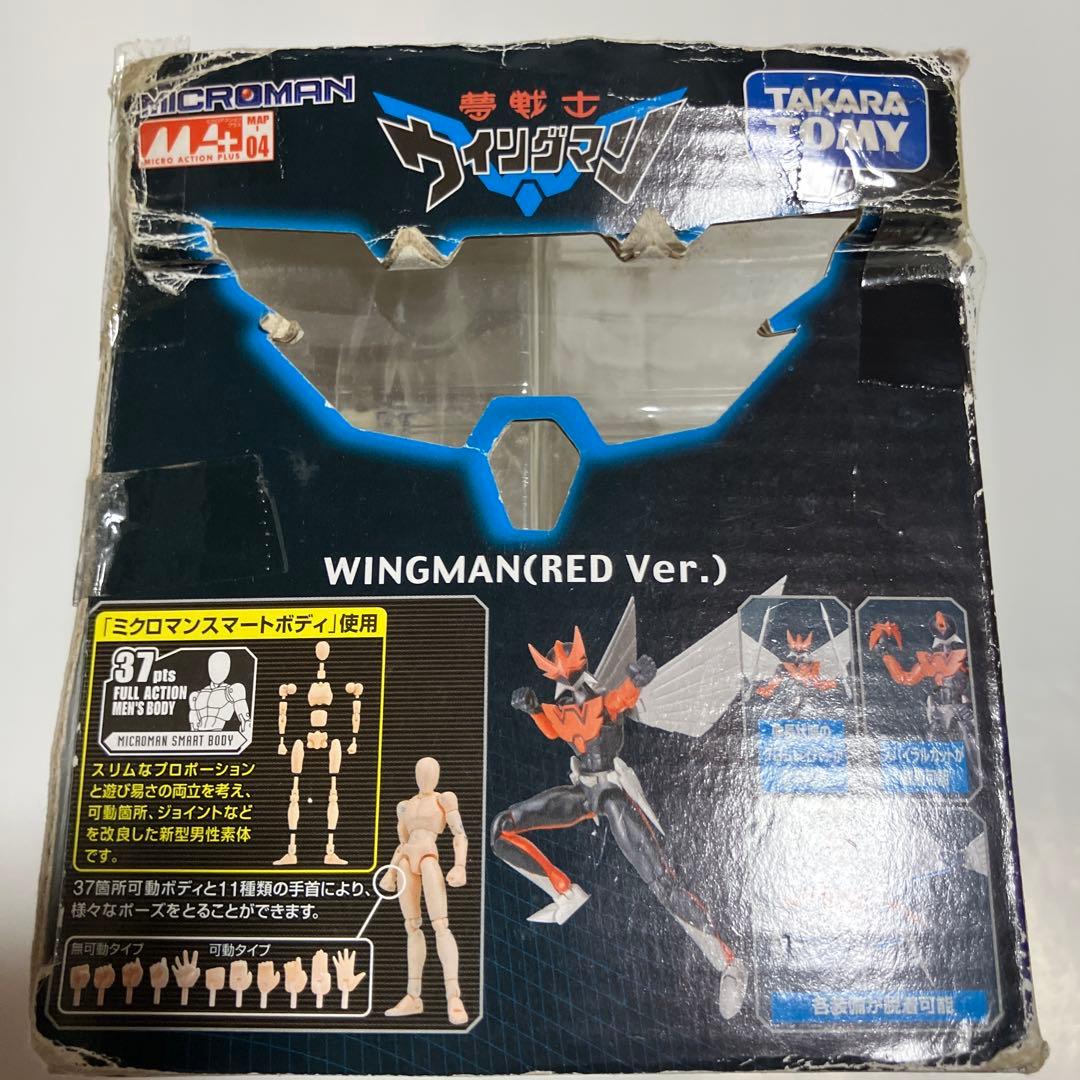 MICROMAN
MA+
MICRO ACTION PLUS
MAP
04
夢戦士
ウイングマン
TAKARA
TOMY
WINGMAN(RED Ver.)
「ミクロマンスマートボディ」使用
37pts
FULL ACTION
MEN'S BODY
MICROMAN SMART BODY
スリムなプロポーション
と遊び易さの両立を考え、
可動箇所、ジョイントなど
を改良した新型男性素体
です。
37箇所可動ボディと11種類の手首により、
様々なポーズをとることができます。
無可動タイプ
可動タイプ
各装備が脱着可能